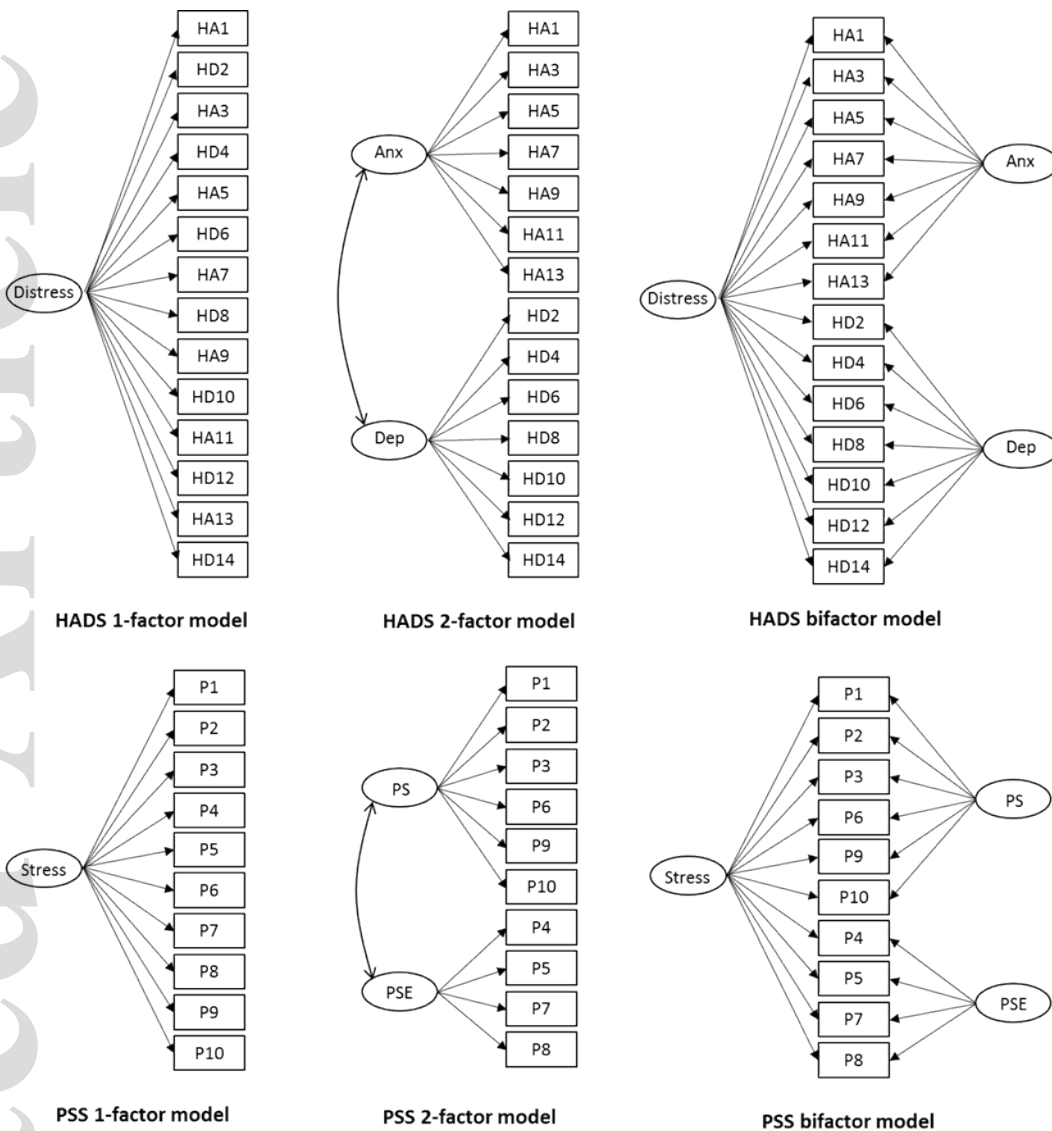 HA1
HD2
HA3
HD4
HA5
HD6
HA7
HD8
HA9
HD10
HA11
HD12
HA13
HD14
Distress
HADS 1-factor model
HA1
HA3
HA5
HA7
HA9
HA11
HA13
HD2
HD4
HD6
HD8
HD10
HD12
HD14
Anx
Dep
HADS 2-factor model
HA1
HA3
HA5
HA7
HA9
HA11
HA13
HD2
HD4
HD6
HD8
HD10
HD12
HD14
Distress
Anx
Dep
HADS bifactor model
P1
P2
P3
P4
P5
P6
P7
P8
P9
P10
Stress
PSS 1-factor model
P1
P2
P3
P6
P9
P10
P4
P5
P7
P8
PS
PSE
PSS 2-factor model
P1
P2
P3
P6
P9
P10
P4
P5
P7
P8
Stress
PS
PSE
PSS bifactor model